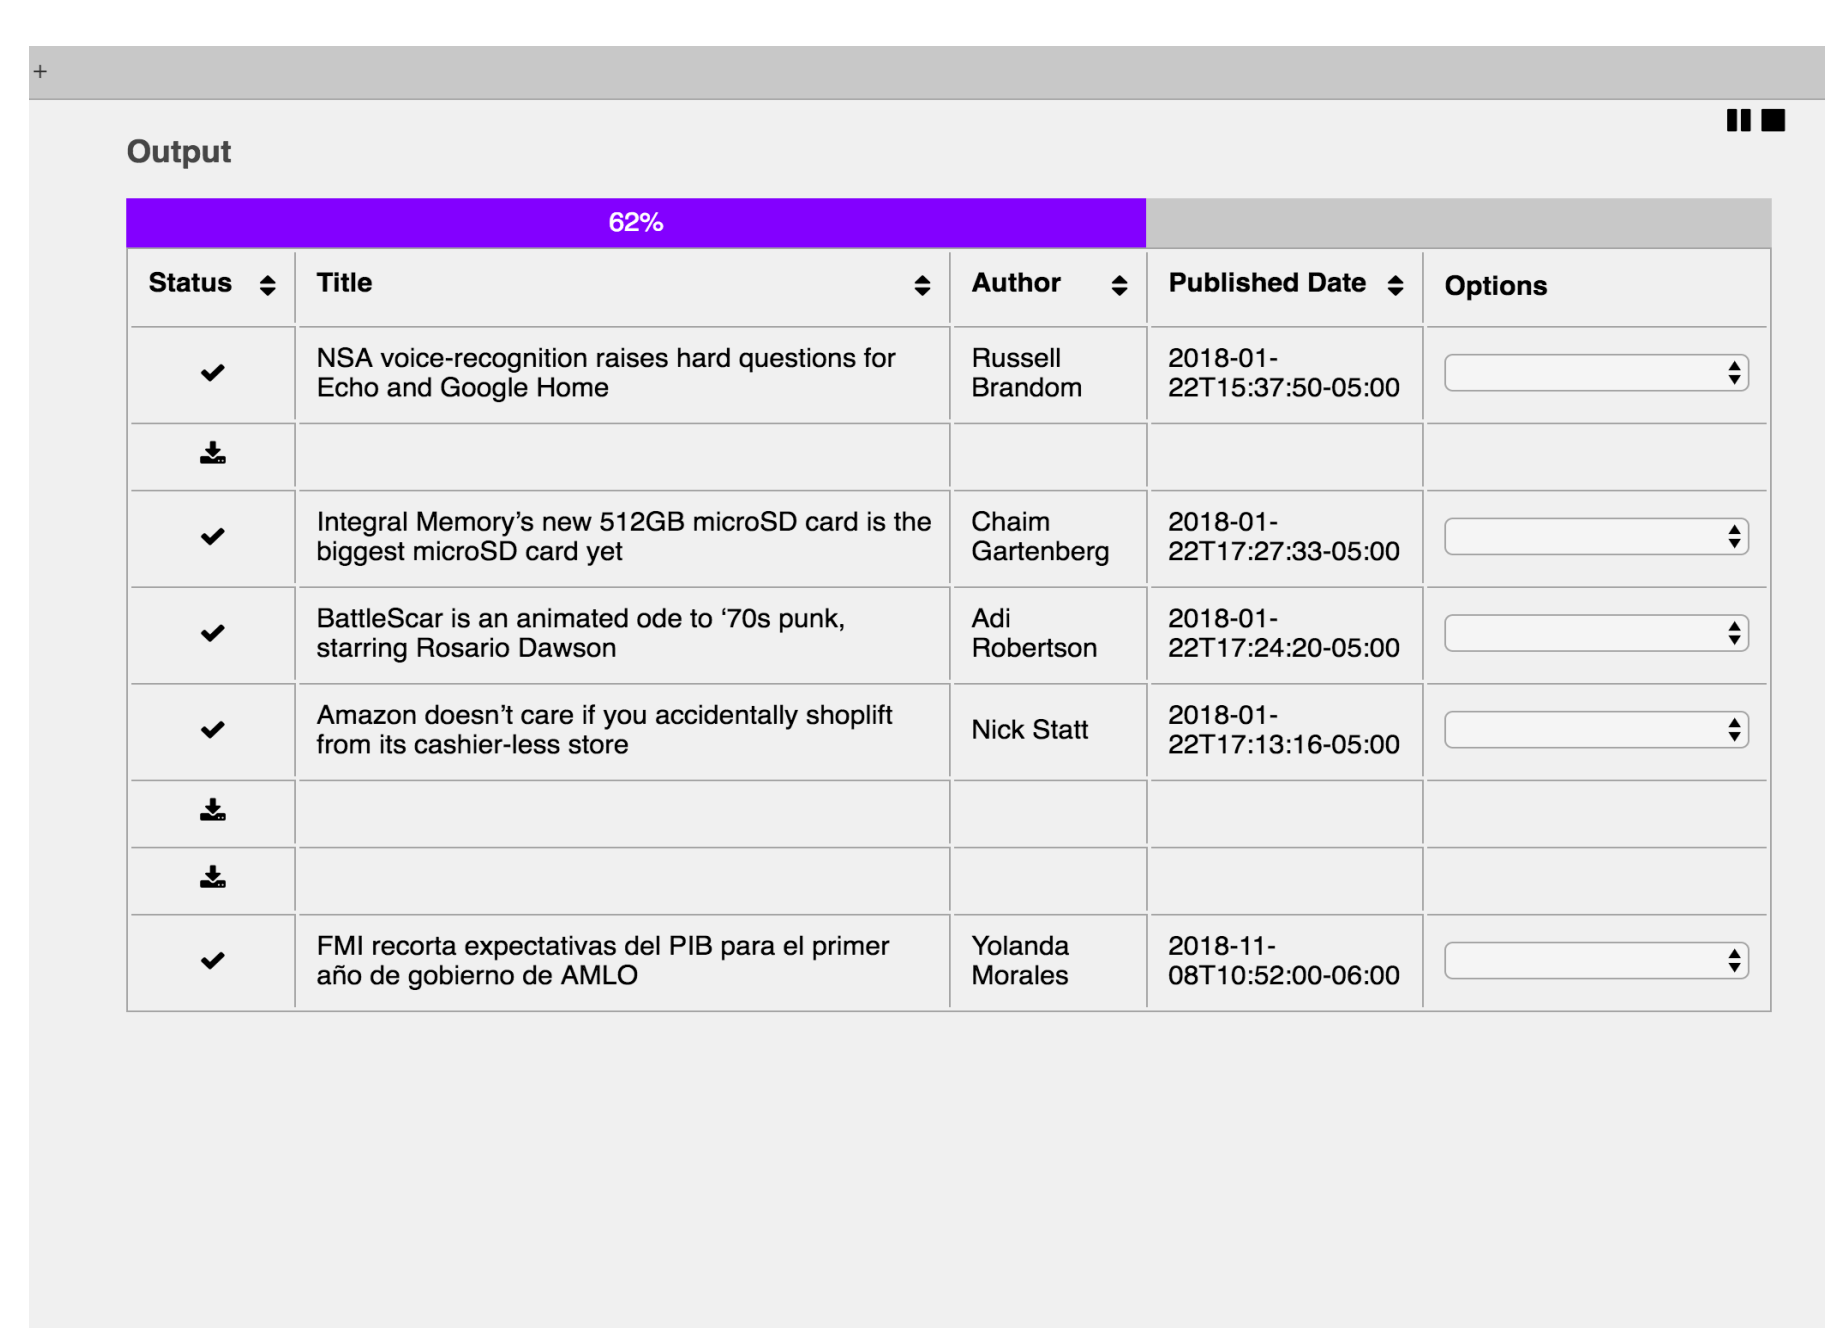 +
Output
62%
Status Title Author Published Date Options
NSA voice-recognition raises hard questions for
Echo and Google Home
Russell
Brandom
2018-01-
22T15:37:50-05:00
Integral Memory’s new 512GB microSD card is the
biggest microSD card yet
Chaim
Gartenberg
2018-01-
22T17:27:33-05:00
BattleScar is an animated ode to ‘70s punk,
starring Rosario Dawson
Adi
Robertson
2018-01-
22T17:24:20-05:00
Amazon doesn’t care if you accidentally shoplift
from its cashier-less store
Nick Statt
2018-01-
22T17:13:16-05:00
FMI recorta expectativas del PIB para el primer
año de gobierno de AMLO
Yolanda
Morales
2018-11-
08T10:52:00-06:00